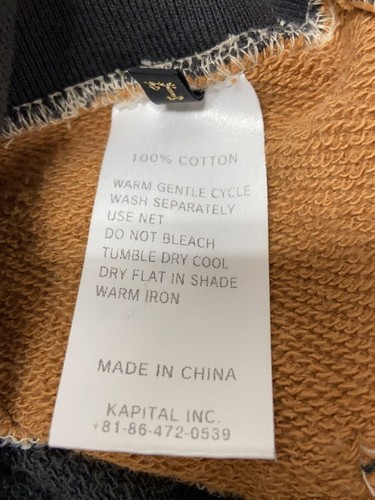 100% COTTON
WARM GENTLE CYCLE
WASH SEPARATELY
USE NET
DO NOT BLEACH
TUMBLE DRY COOL
DRY FLAT IN SHADE
WARM IRON
MADE IN CHINA
KAPITAL INC.
+81-86-472-0539